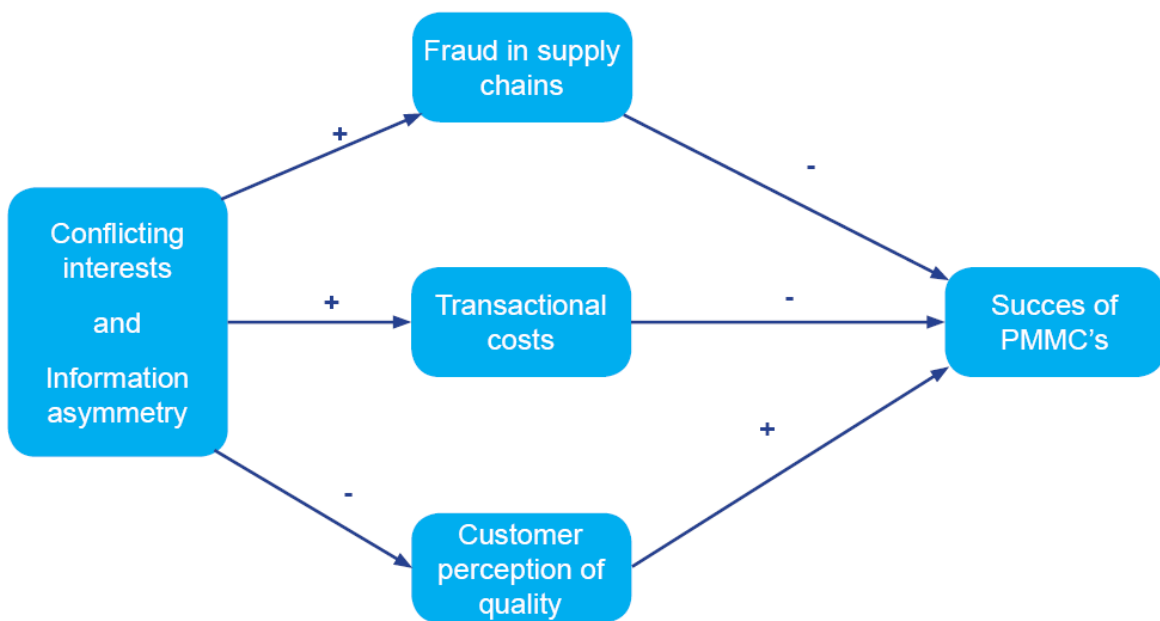 Fraud in supply
chains
+
-
Conflicting
interests
and
Information
asymmetry
+
Transactional
costs
-
Succes of
PMMC’s
-
+
Customer
perception of
quality